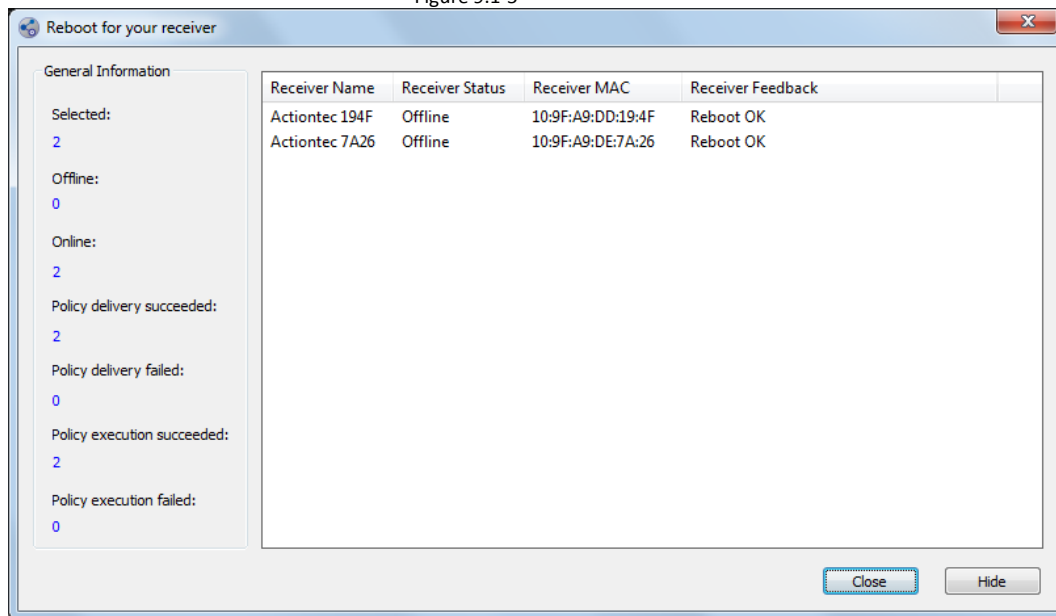 Reboot for your receiver
General Information
Selected:
2
Offline:
0
Online:
2
Policy delivery succeeded:
2
Policy delivery failed:
0
Policy execution succeeded:
2
Policy execution failed:
0
Receiver Name Receiver Status Receiver MAC Receiver Feedback
Actiontec 194F Offline 10:9F:A9:DD:19:4F Reboot OK
Actiontec 7A26 Offline 10:9F:A9:DE:7A:26 Reboot OK
Close Hide